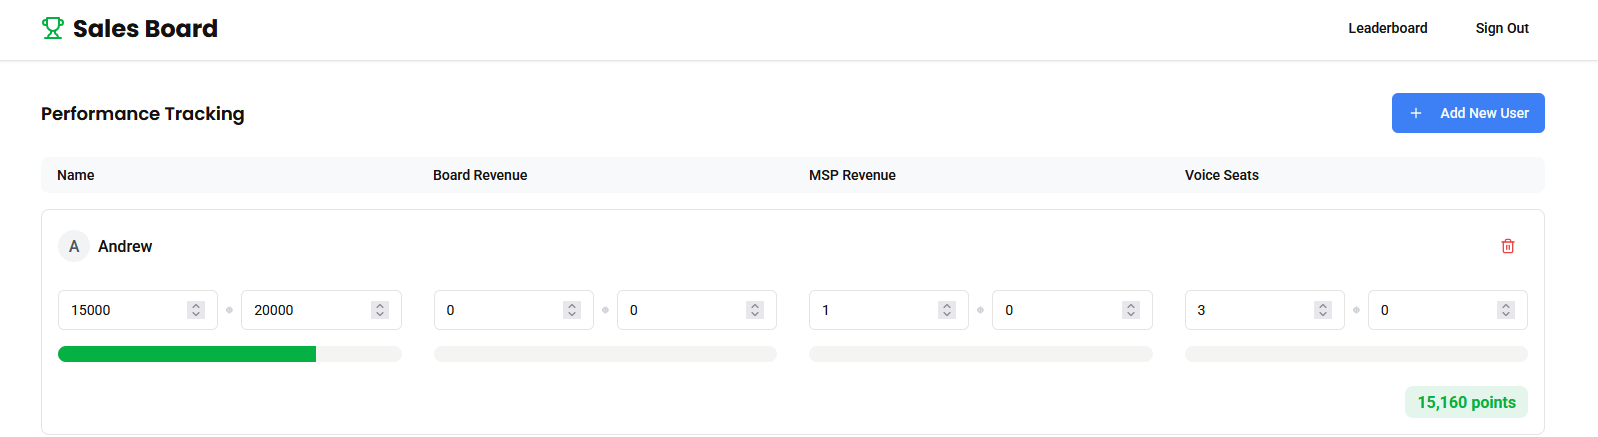 Sales Board
Leaderboard Sign Out
Performance Tracking
+ Add New User
Name Board Revenue MSP Revenue Voice Seats
A Andrew
15000 20000 0 0 1 0 3 0
15,160 points